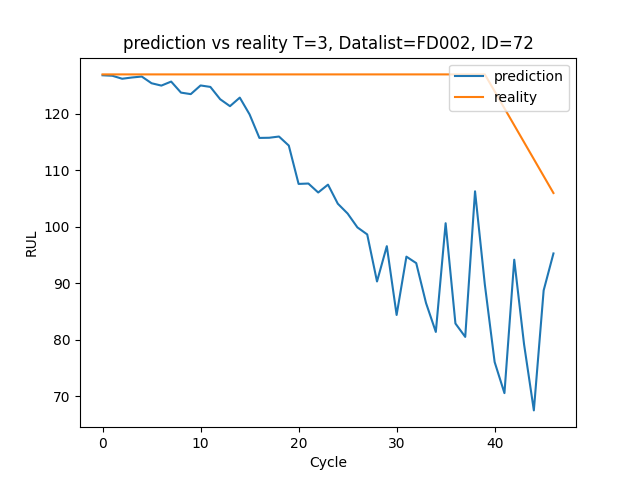 prediction vs reality T=3, Datalist=FD002, ID=72
prediction
reality
RUL
120
110
100
90
80
70
0 10 20 30 40
Cycle